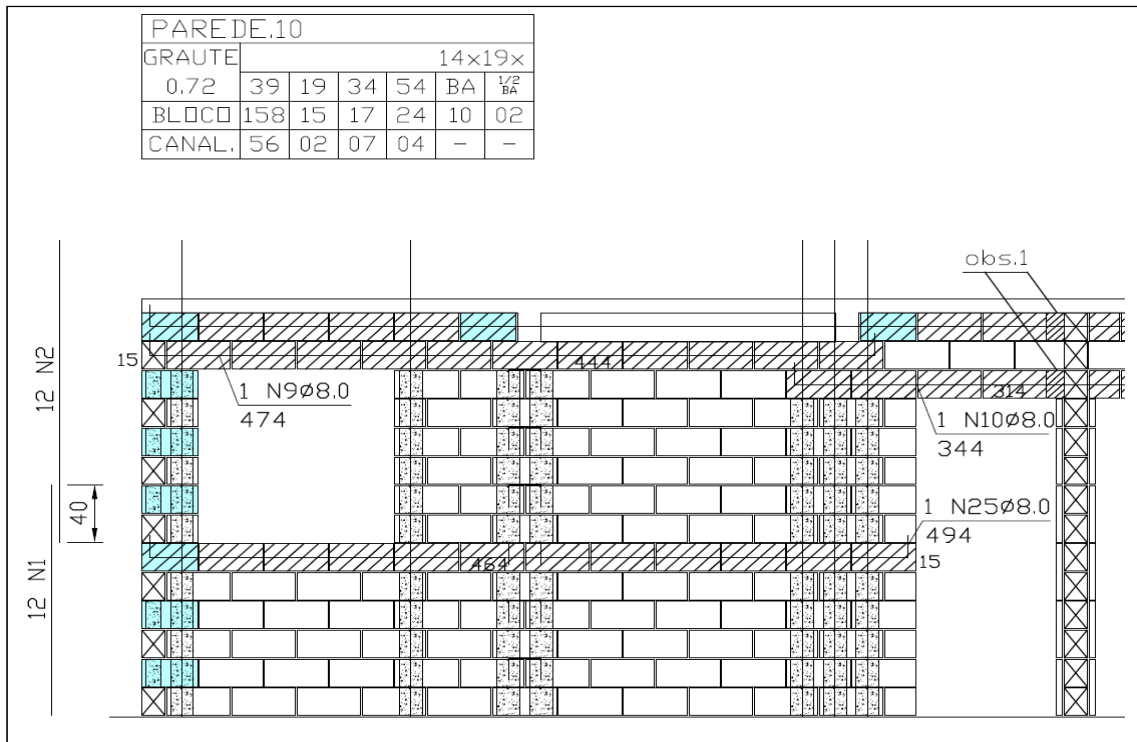 PAREDE.10
GRAUTE 14x19x
0.72 39 19 34 54 BA 1/2 BA
BLOCO 158 15 17 24 10 02
CANAL. 56 02 07 04 - -
obs.1
12 N2
15
444
1 N9Ø8.0
474
314
1 N10Ø8.0
344
40
1 N25Ø8.0
494
464
15
12 N1